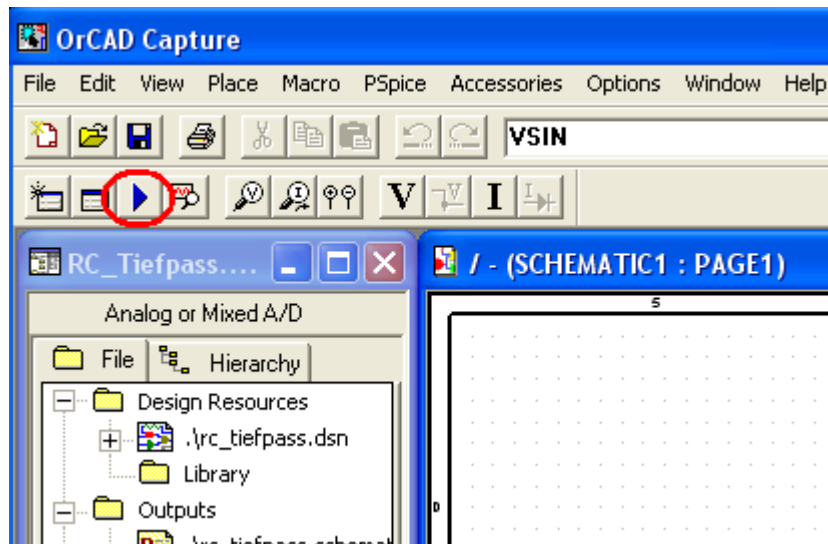 OrCAD Capture
File Edit View Place Macro PSpice Accessories Options Window Help
VSIN
V I V V I I
RC_Tiefpass....
/ - (SCHEMATIC1 : PAGE1)
5
Analog or Mixed A/D
File Hierarchy
Design Resources
.\rc_tiefpass.dsn
Library
D
Outputs